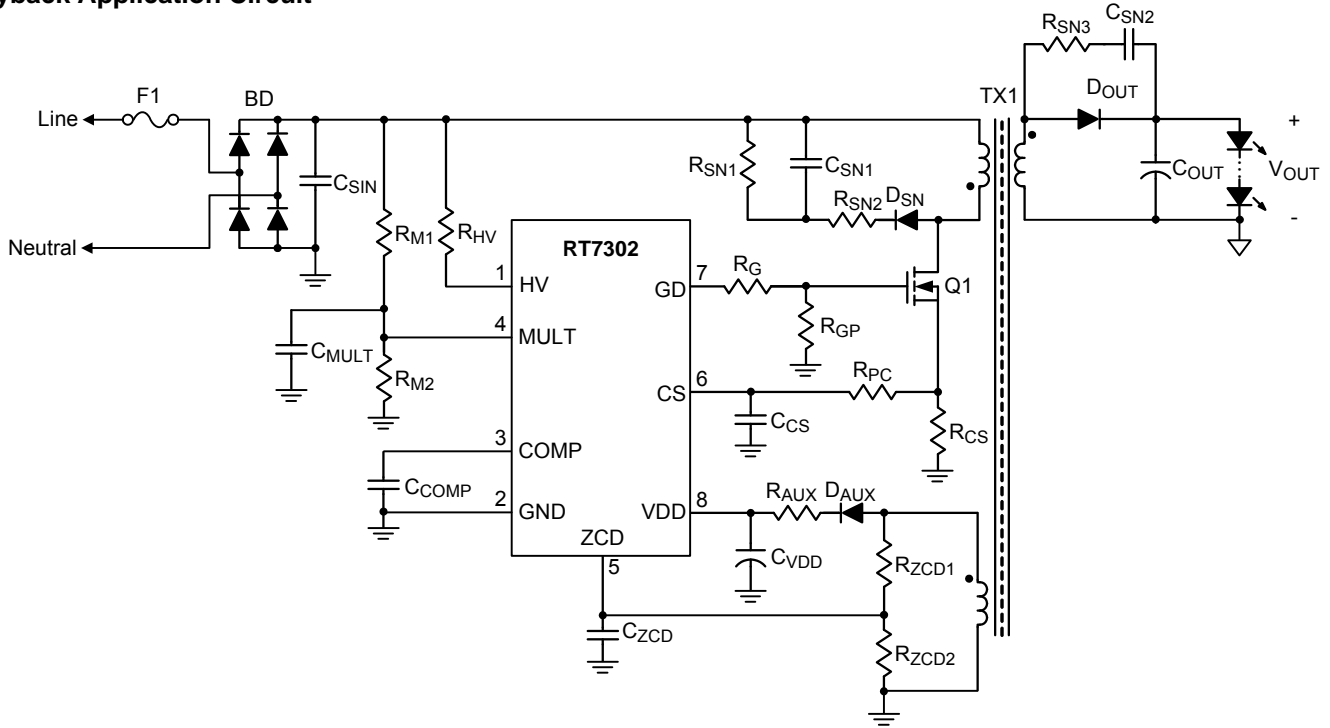 yback Application Circuit
RSN3
CSN2
F1
BD
TX1
DOUT
Line
+
RSN1
CSN1
CSIN
COUT
VOUT
RSN2
DSN
-
Neutral
RM1
RHV
RT7302
1
HV
RG
7
GD
Q1
4
MULT
RGP
CMULT
RM2
RPC
6
CS
CCS
RCS
3
COMP
CCOMP
RAUX
DAUX
2
GND
VDD
8
ZCD
CVDD
RZCD1
5
CZCD
RZCD2